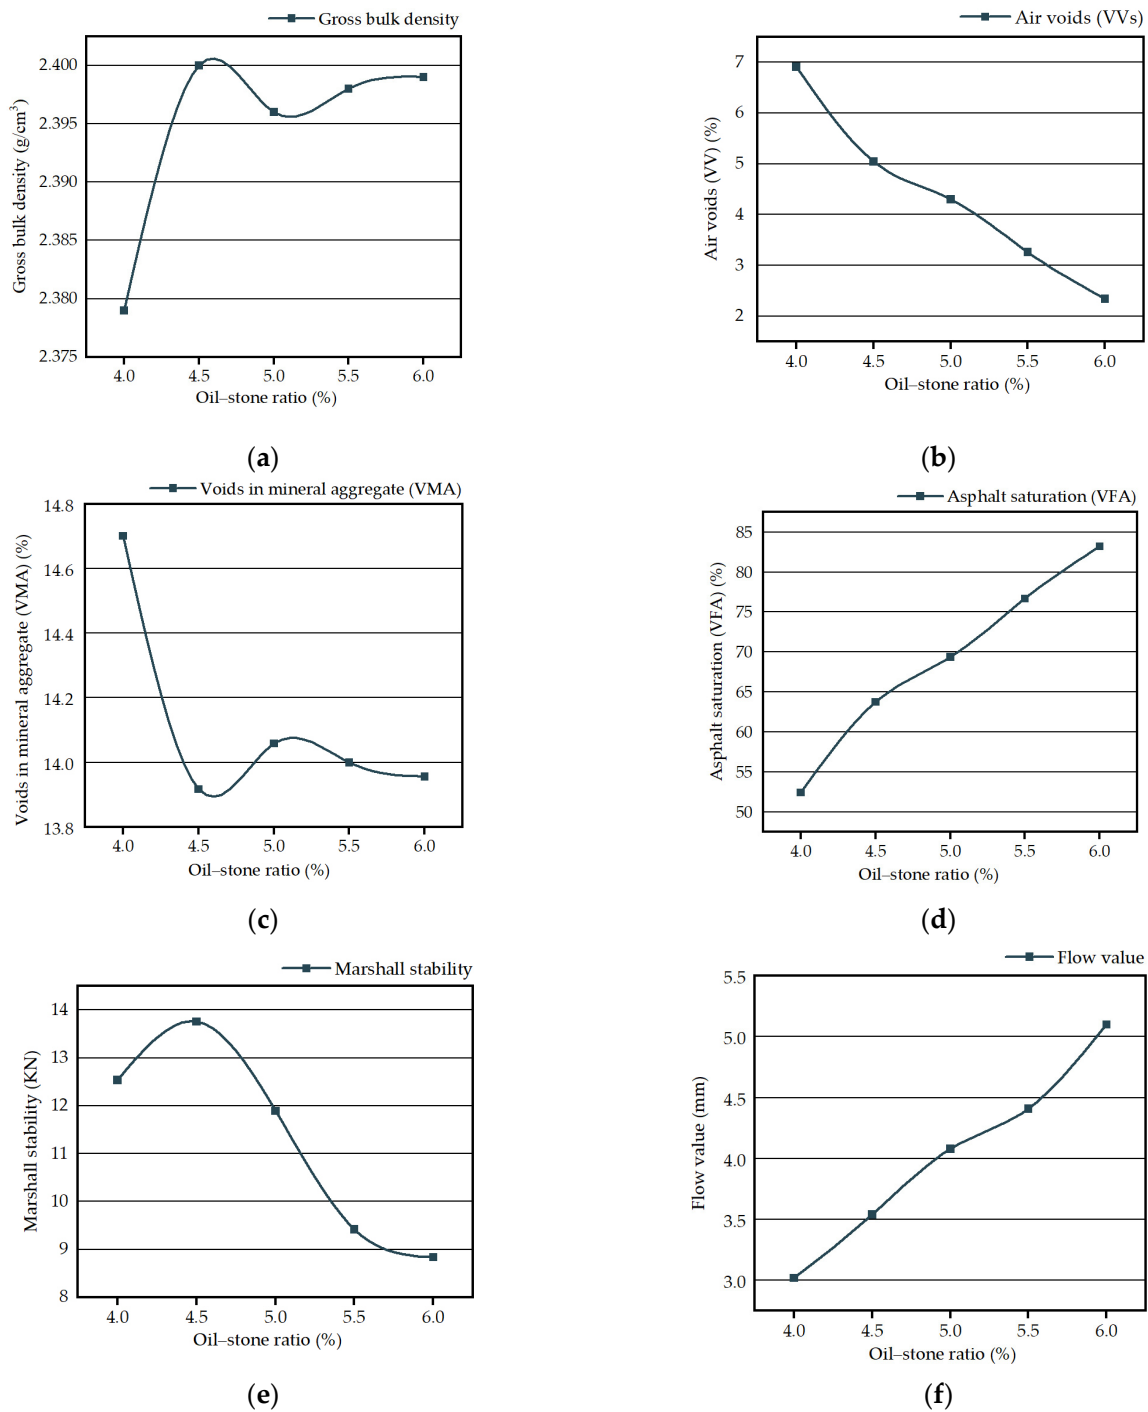 Gross bulk density
2.400
2.395
2.390
2.385
2.380
2.375
Gross bulk density (g/cm³)
4.0 4.5 5.0 5.5 6.0
Oil–stone ratio (%)
(a)
Air voids (VVs)
7
6
5
4
3
2
Air voids (VV) (%)
4.0 4.5 5.0 5.5 6.0
Oil–stone ratio (%)
(b)
Voids in mineral aggregate (VMA)
14.8
14.6
14.4
14.2
14.0
13.8
Voids in mineral aggregate (VMA) (%)
4.0 4.5 5.0 5.5 6.0
Oil–stone ratio (%)
(c)
Asphalt saturation (VFA)
85
80
75
70
65
60
55
50
Asphalt saturation (VFA) (%)
4.0 4.5 5.0 5.5 6.0
Oil–stone ratio (%)
(d)
Marshall stability
14
13
12
11
10
9
8
Marshall stability (KN)
4.0 4.5 5.0 5.5 6.0
Oil–stone ratio (%)
(e)
Flow value
5.5
5.0
4.5
4.0
3.5
3.0
Flow value (mm)
4.0 4.5 5.0 5.5 6.0
Oil–stone ratio (%)
(f)